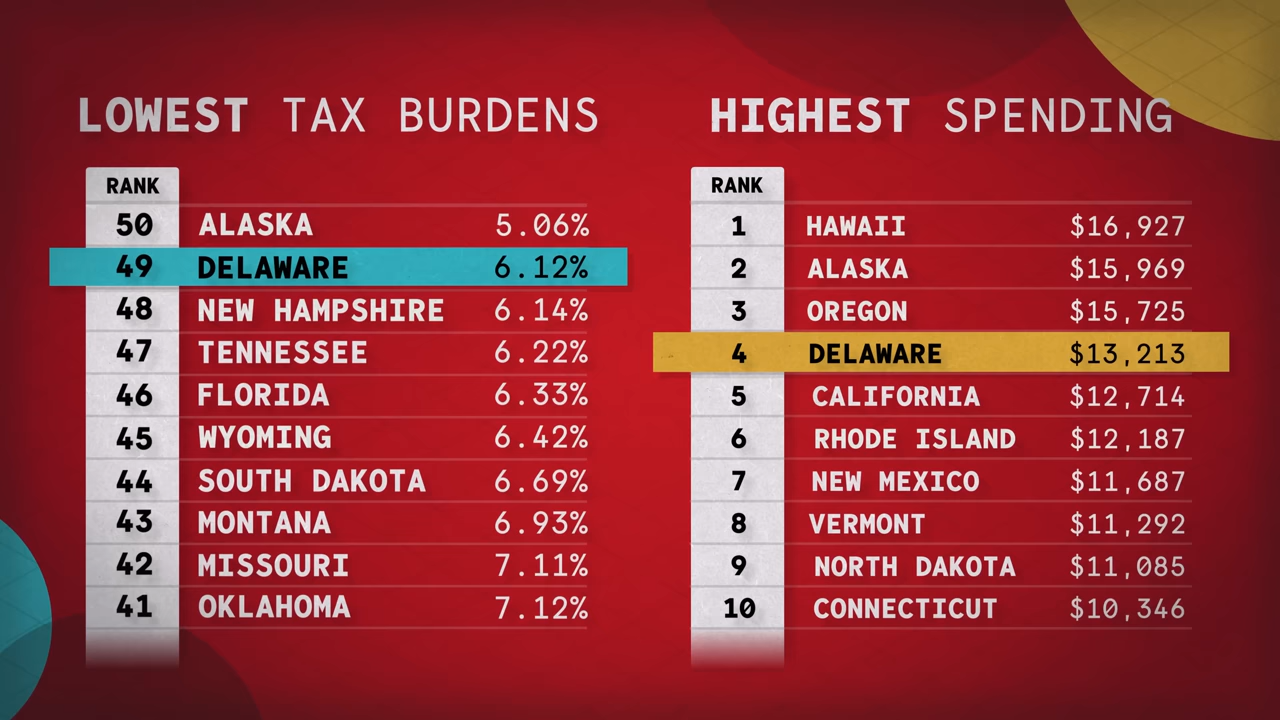 LOWEST TAX BURDENS
RANK
50 ALASKA 5.06%
49 DELAWARE 6.12%
48 NEW HAMPSHIRE 6.14%
47 TENNESSEE 6.22%
46 FLORIDA 6.33%
45 WYOMING 6.42%
44 SOUTH DAKOTA 6.69%
43 MONTANA 6.93%
42 MISSOURI 7.11%
41 OKLAHOMA 7.12%
HIGHEST SPENDING
RANK
1 HAWAII $16,927
2 ALASKA $15,969
3 OREGON $15,725
4 DELAWARE $13,213
5 CALIFORNIA $12,714
6 RHODE ISLAND $12,187
7 NEW MEXICO $11,687
8 VERMONT $11,292
9 NORTH DAKOTA $11,085
10 CONNECTICUT $10,346